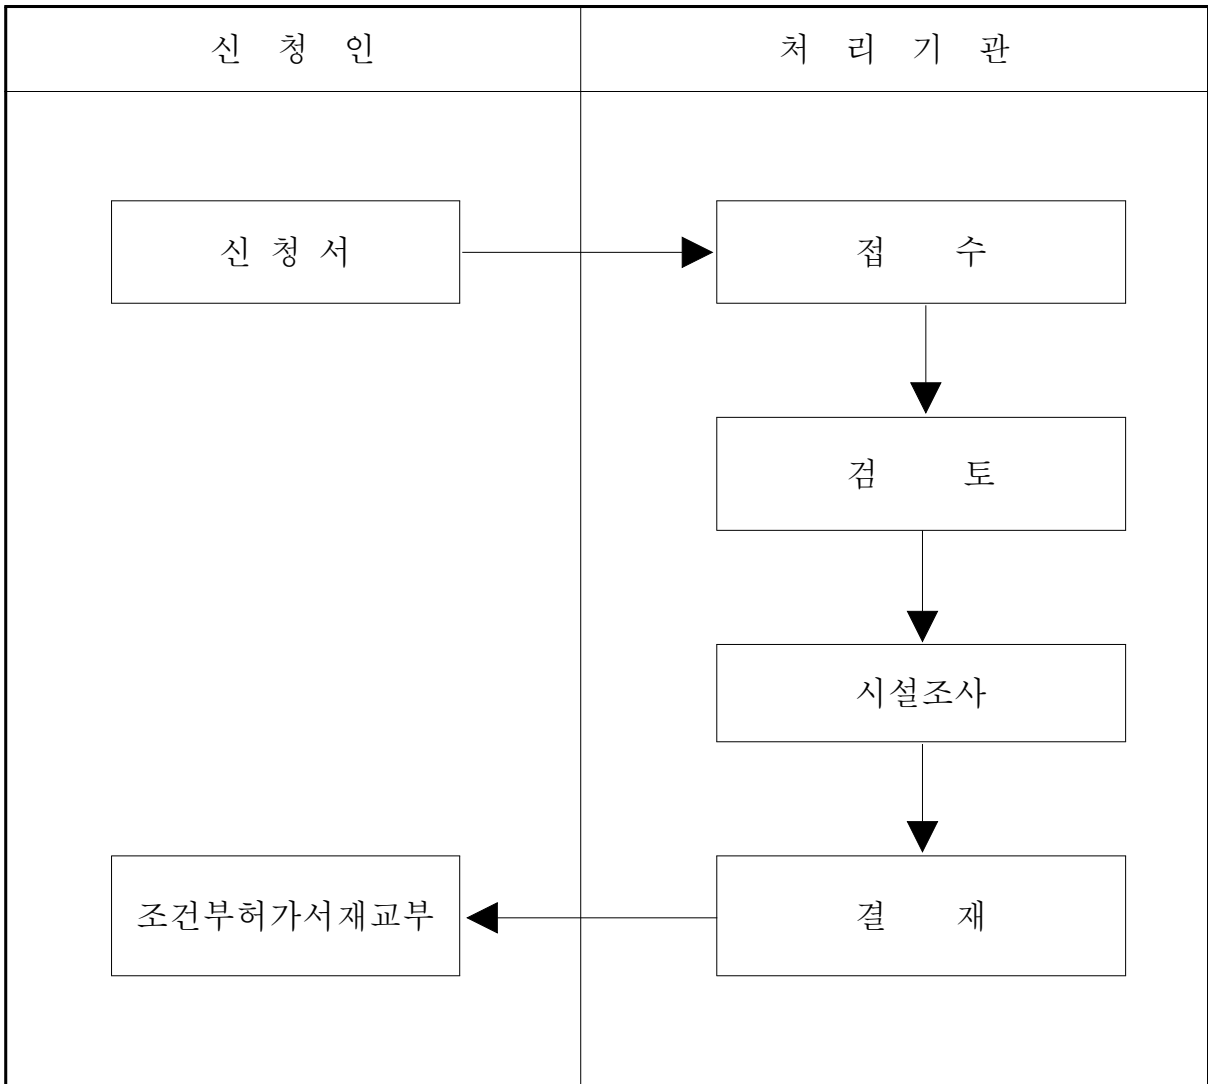 신 청 인
처 리 기 관
신 청 서
접 수
검 토
시설조사
조건부허가서재교부
결 재